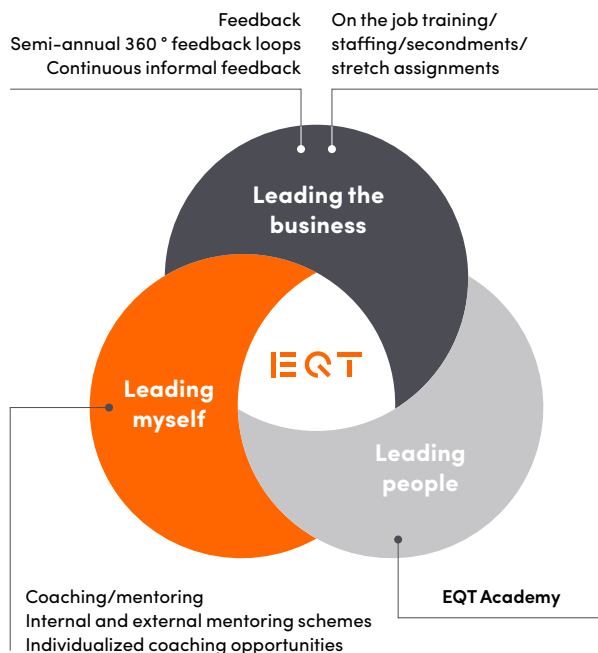 Feedback
Semi-annual 360 ° feedback loops
Continuous informal feedback
On the job training/
staffing/secondments/
stretch assignments
Leading the
business
EQT
Leading
myself
Leading
people
Coaching/mentoring
Internal and external mentoring schemes
Individualized coaching opportunities
EQT Academy